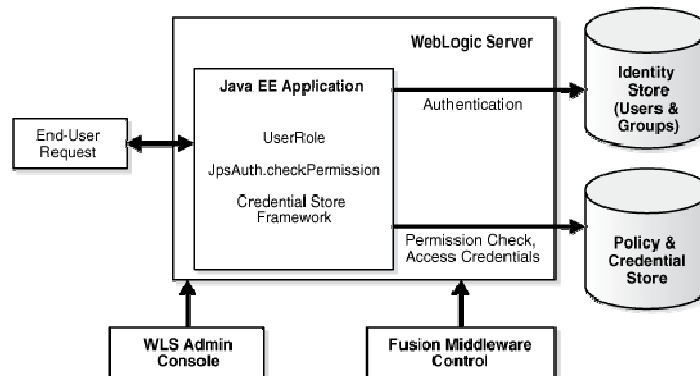 WebLogic Server
Java EE Application
UserRole
JpsAuth.checkPermission
Credential Store
Framework
End-User
Request
Authentication
Permission Check,
Access Credentials
Identity
Store
(Users &
Groups)
Policy &
Credential
Store
WLS Admin
Console
Fusion Middleware
Control